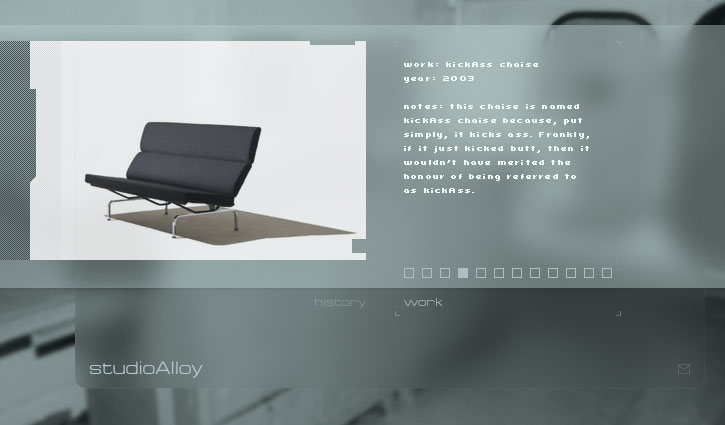 work: kickAss chaise
year: 2003
notes: this chaise is named
kickAss chaise because, put
simply, it kicks ass. Frankly,
if it just kicked butt, then it
wouldn't have merited the
honour of being referred to
as kickAss.
history
work
studioAlloy